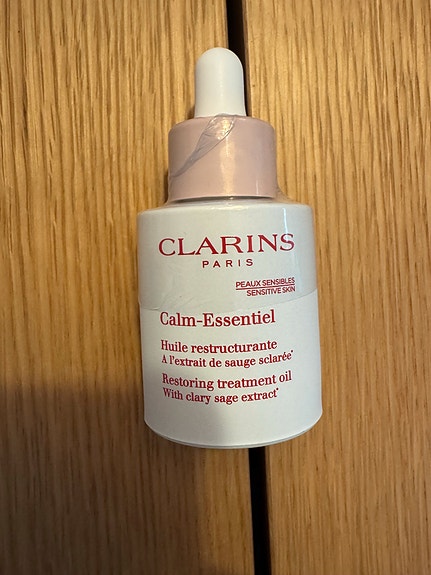 CLARINS
PARIS
PEAUX SENSIBLES
SENSITIVE SKIN
Calm-Essentiel
Huile restructurante
A l'extrait de sauge sclarée*
Restoring treatment oil
With clary sage extract*